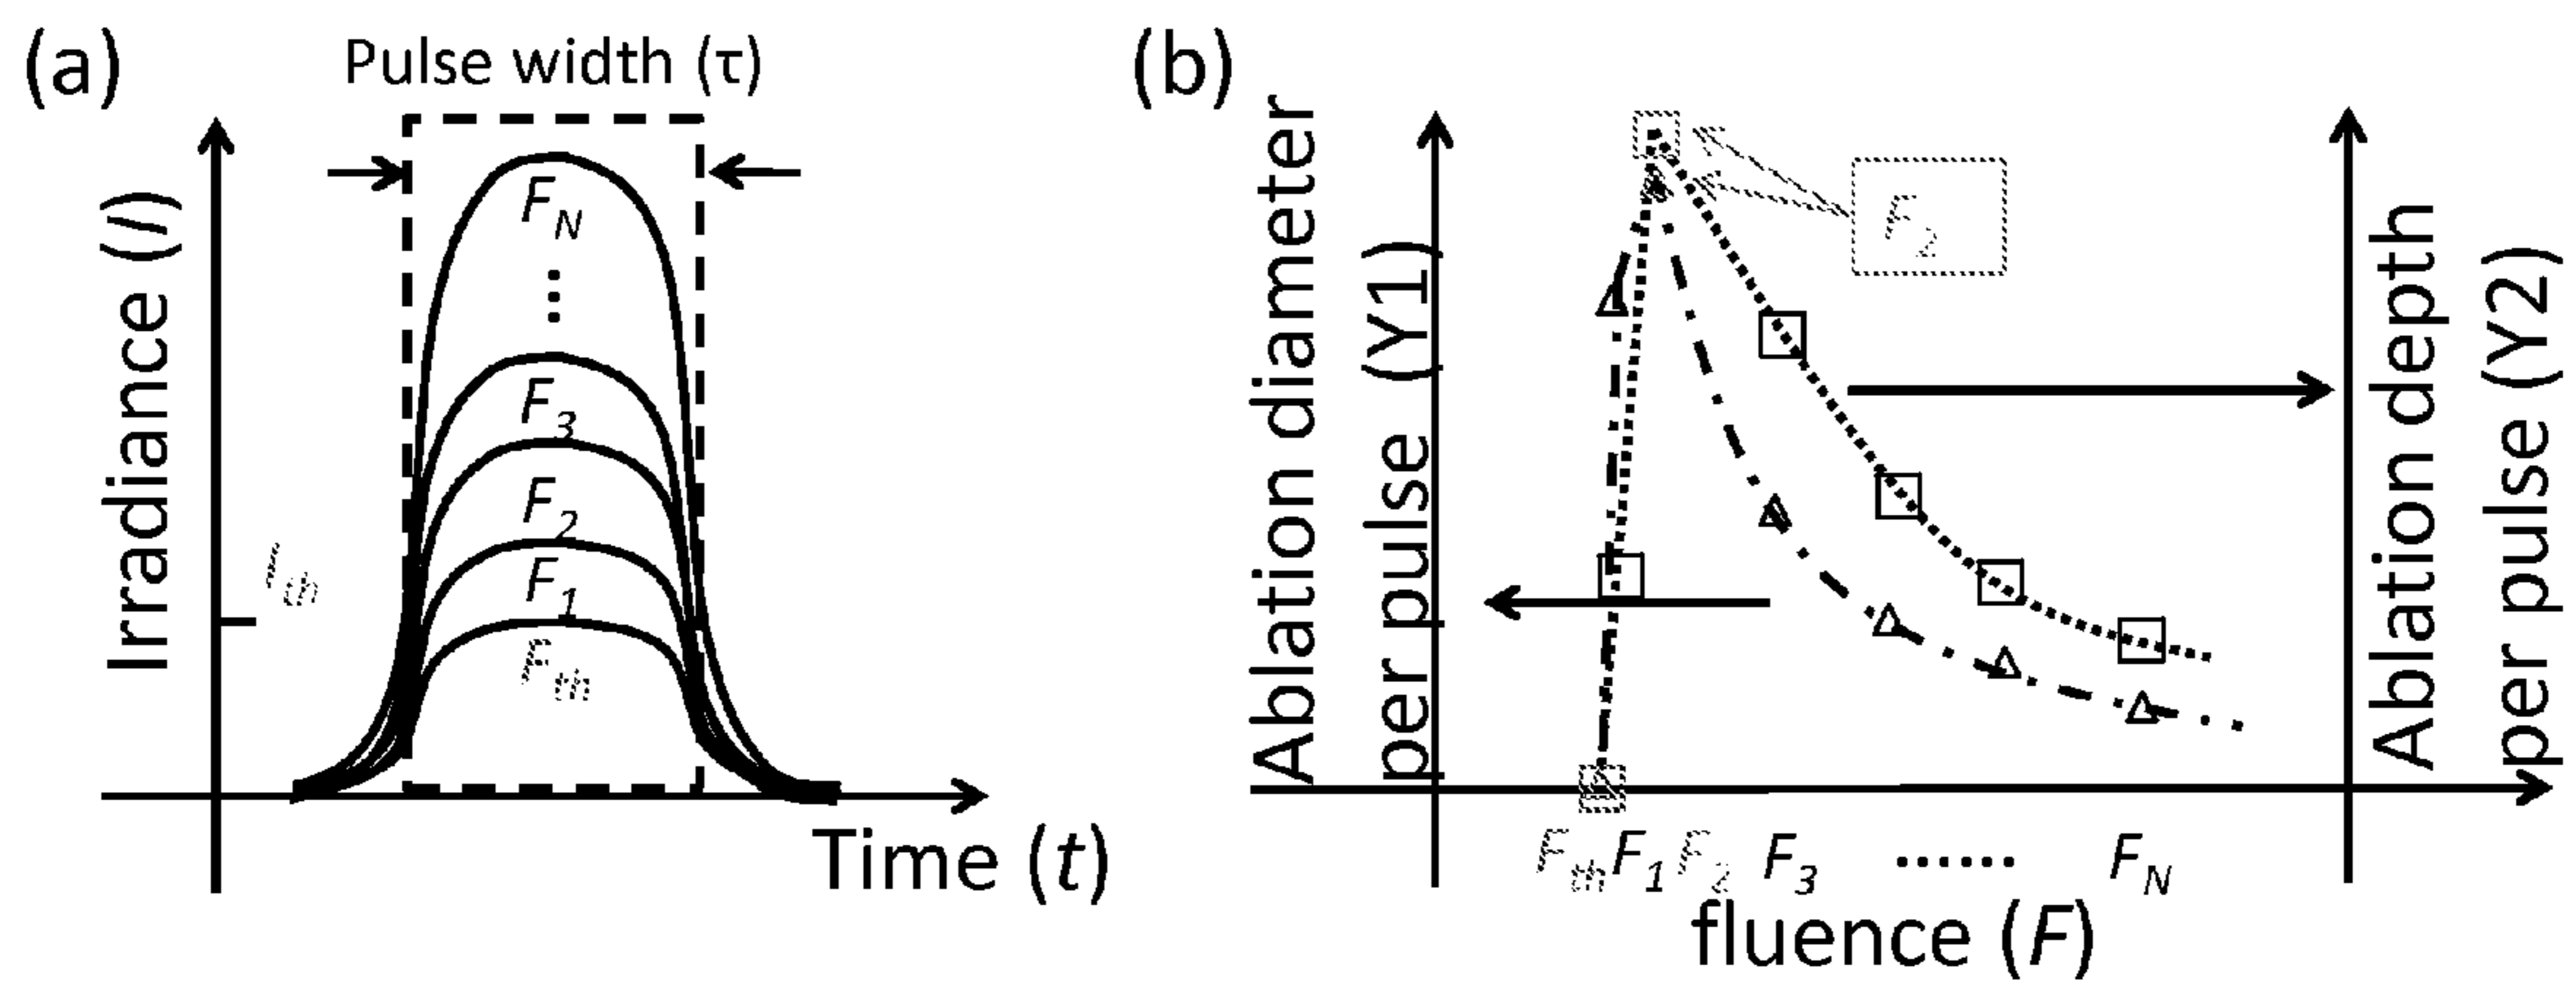 (a)
Pulse width (τ)
Irradiance (I)
I_th
F_N
F_3
F_2
F_1
F_th
Time (t)
(b)
Ablation diameter
per pulse (Y1)
F_2
Ablation depth
per pulse (Y2)
F_th F_1 F_2 F_3 ...... F_N
fluence (F)